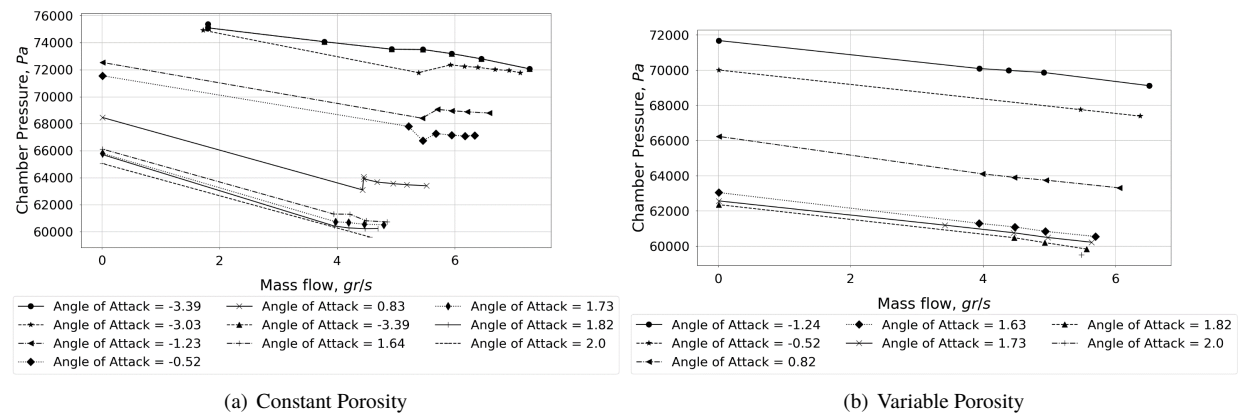 76000
74000
72000
70000
68000
66000
64000
62000
60000
Chamber Pressure, Pa
0 2 4 6
Mass flow, gr/s
Angle of Attack = -3.39 Angle of Attack = 0.83 Angle of Attack = 1.73
Angle of Attack = -3.03 Angle of Attack = -3.39 Angle of Attack = 1.82
Angle of Attack = -1.23 Angle of Attack = 1.64 Angle of Attack = 2.0
Angle of Attack = -0.52
(a) Constant Porosity
72000
70000
68000
66000
64000
62000
60000
Chamber Pressure, Pa
0 2 4 6
Mass flow, gr/s
Angle of Attack = -1.24 Angle of Attack = 1.63 Angle of Attack = 1.82
Angle of Attack = -0.52 Angle of Attack = 1.73 Angle of Attack = 2.0
Angle of Attack = 0.82
(b) Variable Porosity